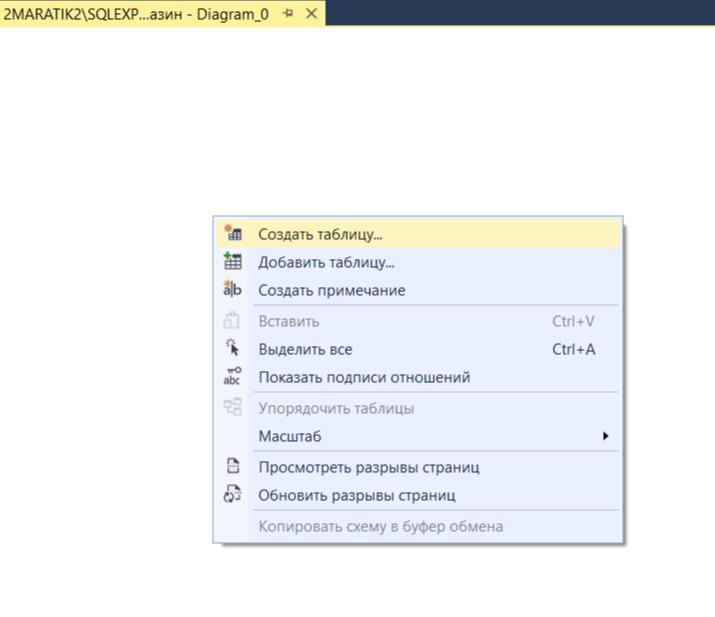 2MARATIK2\SQLEXP...азин - Diagram_0
Создать таблицу...
Добавить таблицу...
a|b Создать примечание
Вставить Ctrl+V
Выделить все Ctrl+A
abc Показать подписи отношений
Упорядочить таблицы
Масштаб
Просмотреть разрывы страниц
Обновить разрывы страниц
Копировать схему в буфер обмена